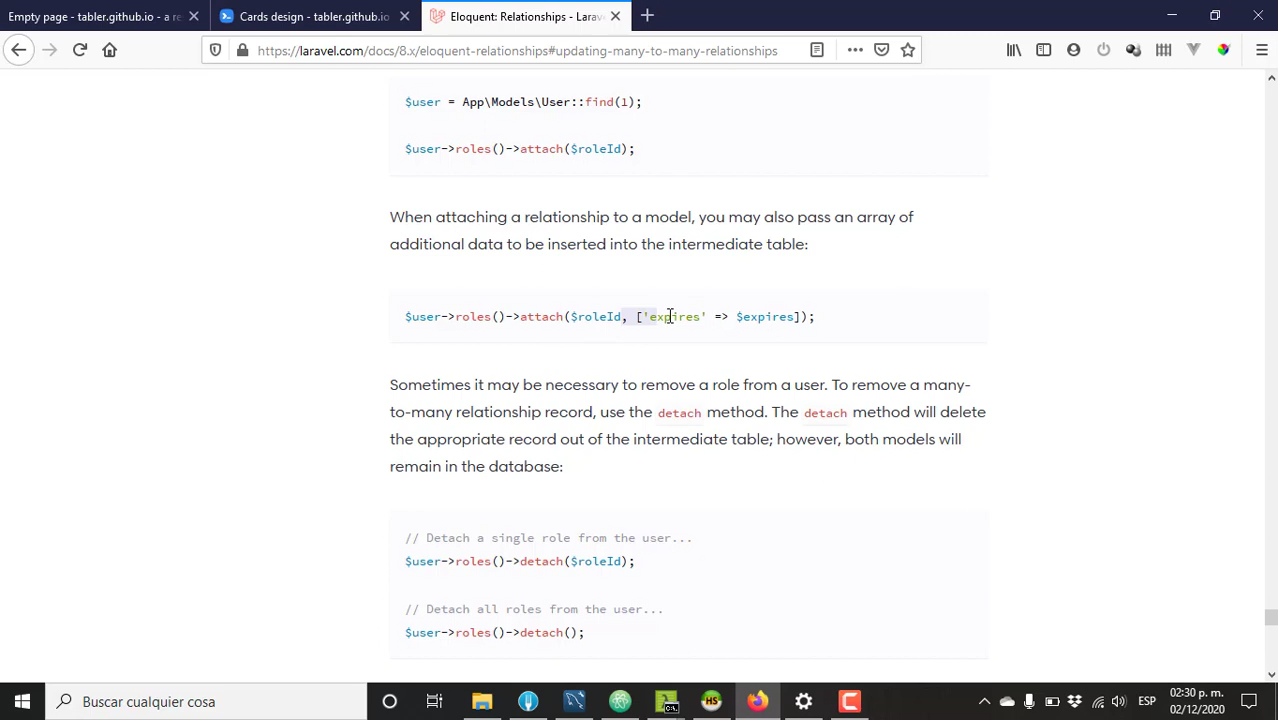 Empty page - tabler.github.io - a re
Cards design - tabler.github.io
Eloquent: Relationships - Larav
https://laravel.com/docs/8.x/eloquent-relationships#updating-many-to-many-relationships
$user = App\Models\User::find(1);
$user->roles()->attach($roleId);
When attaching a relationship to a model, you may also pass an array of
additional data to be inserted into the intermediate table:
$user->roles()->attach($roleId, ['expires' => $expires]);
Sometimes it may be necessary to remove a role from a user. To remove a many-
to-many relationship record, use the detach method. The detach method will delete
the appropriate record out of the intermediate table; however, both models will
remain in the database:
// Detach a single role from the user...
$user->roles()->detach($roleId);
// Detach all roles from the user...
$user->roles()->detach();
Buscar cualquier cosa
HS
ESP
02:30 p. m.
02/12/2020